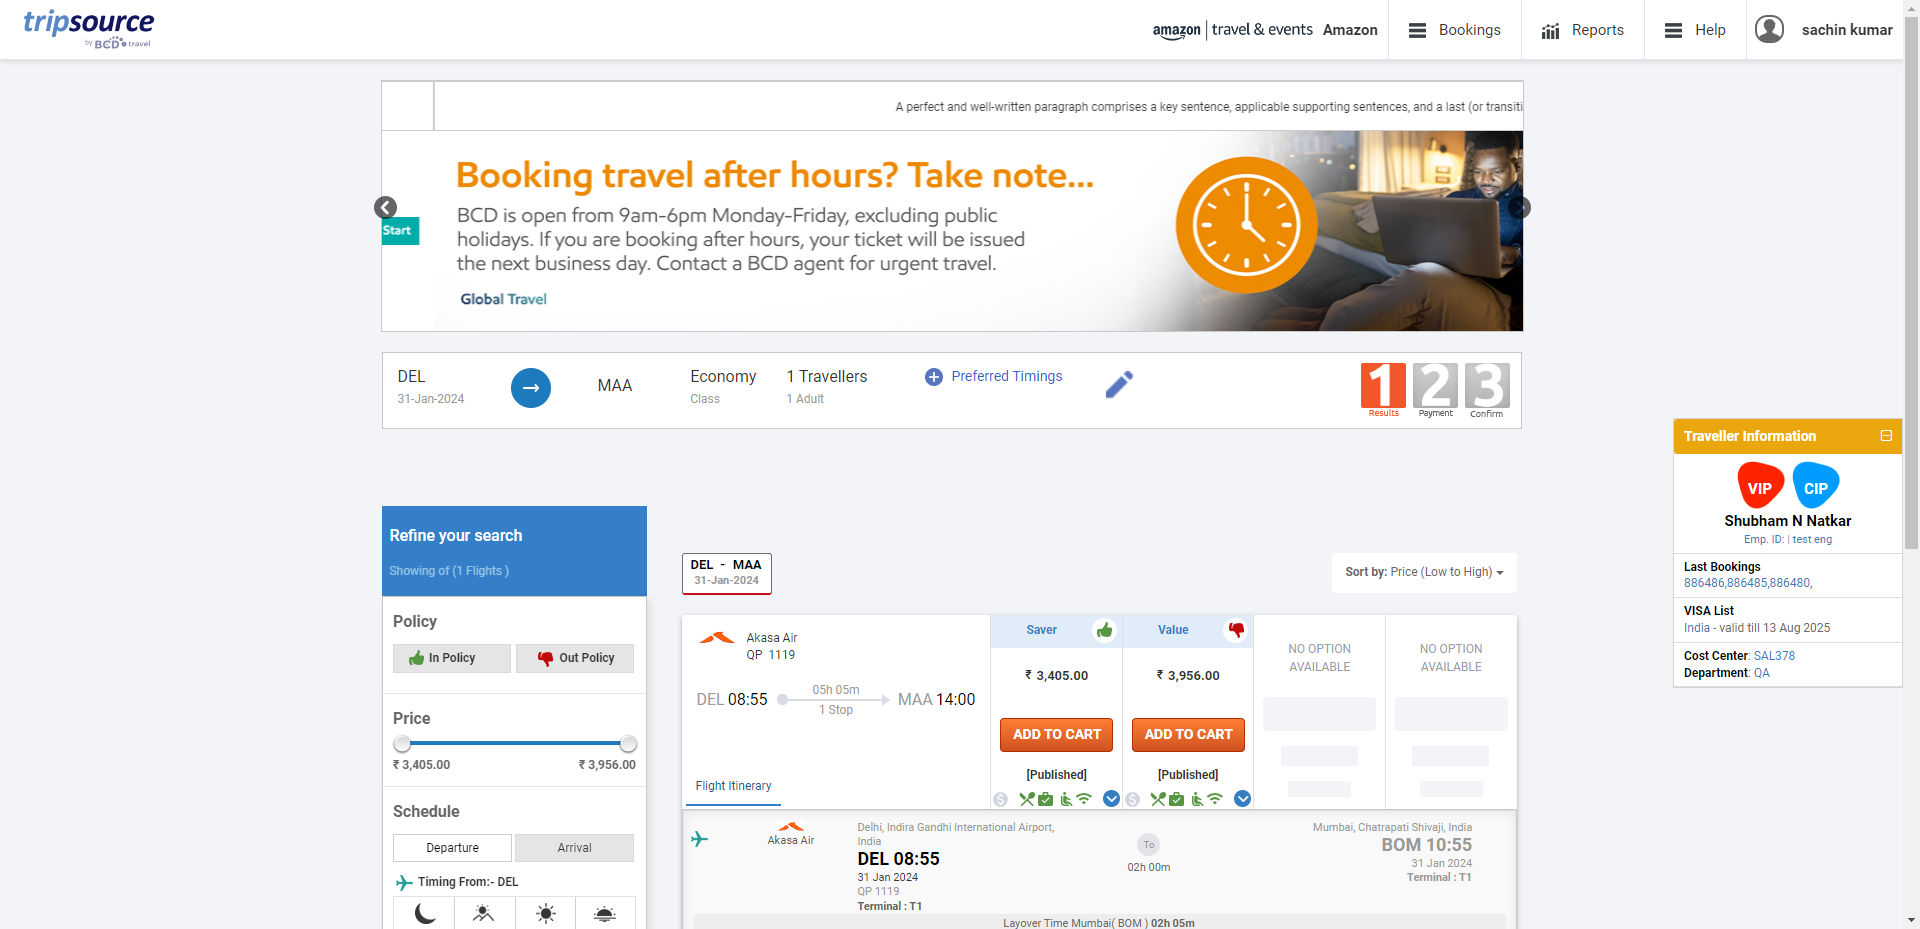 tripsource
by BCD travel
amazon | travel & events Amazon
Bookings
Reports
Help
sachin kumar
A perfect and well-written paragraph comprises a key sentence, applicable supporting sentences, and a last (or transiti
Booking travel after hours? Take note...
BCD is open from 9am-6pm Monday-Friday, excluding public
holidays. If you are booking after hours, your ticket will be issued
the next business day. Contact a BCD agent for urgent travel.
Start
Global Travel
DEL
31-Jan-2024
MAA
Economy
Class
1 Travellers
1 Adult
Preferred Timings
1 2 3
Results Payment Confirm
Traveller Information
VIP CIP
Shubham N Natkar
Emp. ID: | test eng
Last Bookings
886486,886485,886480,
VISA List
India - valid till 13 Aug 2025
Cost Center: SAL378
Department: QA
Refine your search
Showing of (1 Flights )
Policy
In Policy
Out Policy
Price
₹ 3,405.00
₹ 3,956.00
Schedule
Departure
Arrival
Timing From:- DEL
DEL - MAA
31-Jan-2024
Sort by: Price (Low to High)
Akasa Air
QP 1119
DEL 08:55
05h 05m
1 Stop
MAA 14:00
Flight Itinerary
Saver
₹ 3,405.00
ADD TO CART
[Published]
Value
₹ 3,956.00
ADD TO CART
[Published]
NO OPTION
AVAILABLE
NO OPTION
AVAILABLE
Akasa Air
Delhi, Indira Gandhi International Airport,
India
DEL 08:55
31 Jan 2024
QP 1119
Terminal : T1
To
02h 00m
Mumbai, Chatrapati Shivaji, India
BOM 10:55
31 Jan 2024
Terminal : T1
Layover Time Mumbai( BOM ) 02h 05m